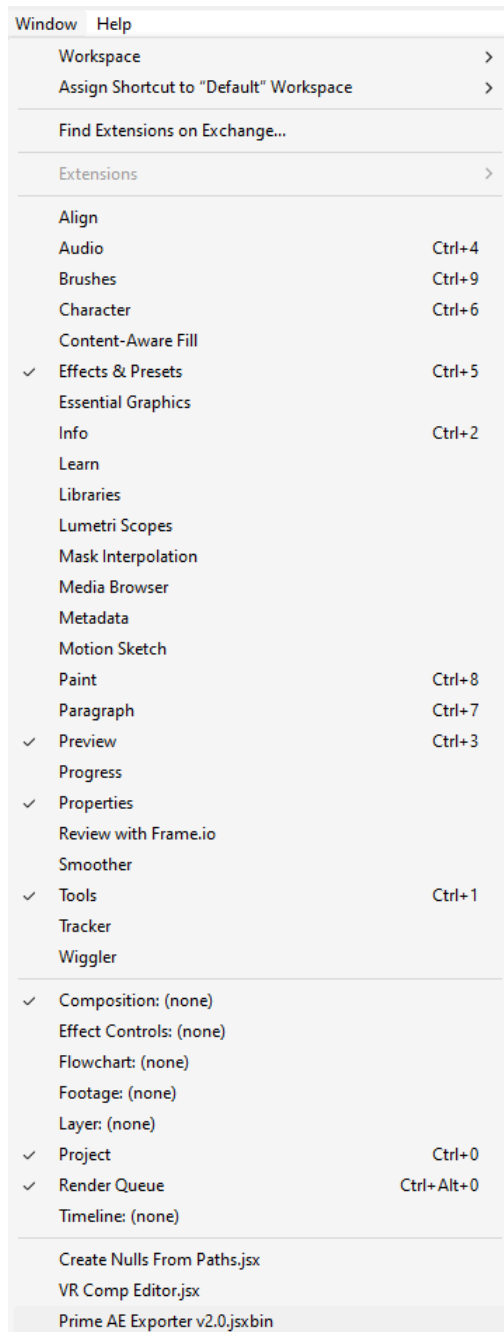 Window Help
Workspace
Assign Shortcut to “Default” Workspace
Find Extensions on Exchange...
Extensions
Align
Audio Ctrl+4
Brushes Ctrl+9
Character Ctrl+6
Content-Aware Fill
Effects & Presets Ctrl+5
Essential Graphics
Info Ctrl+2
Learn
Libraries
Lumetri Scopes
Mask Interpolation
Media Browser
Metadata
Motion Sketch
Paint Ctrl+8
Paragraph Ctrl+7
Preview Ctrl+3
Progress
Properties
Review with Frame.io
Smoother
Tools Ctrl+1
Tracker
Wiggler
Composition: (none)
Effect Controls: (none)
Flowchart: (none)
Footage: (none)
Layer: (none)
Project Ctrl+0
Render Queue Ctrl+Alt+0
Timeline: (none)
Create Nulls From Paths.jsx
VR Comp Editor.jsx
Prime AE Exporter v2.0.jsxbin